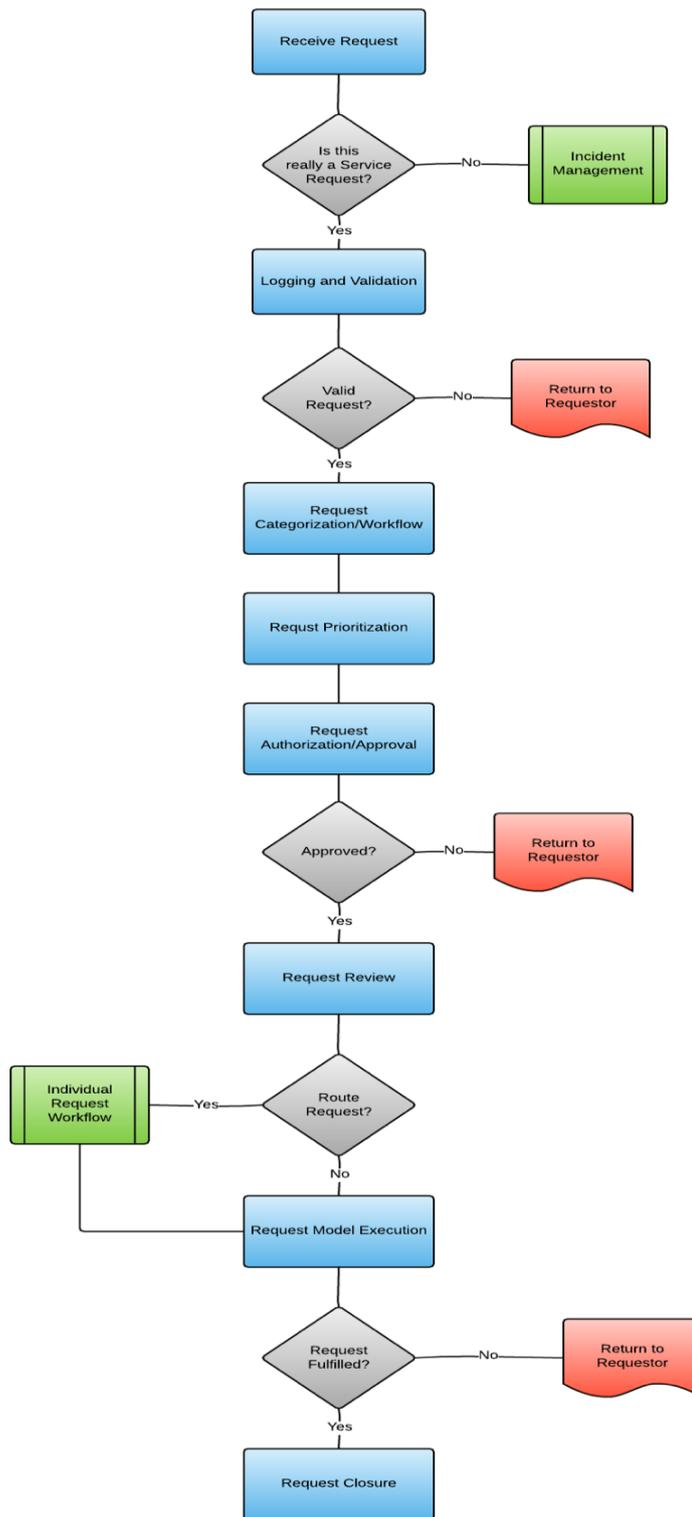 Receive Request
Is this
really a Service
Request?
No
Incident
Management
Yes
Logging and Validation
Valid
Request?
No
Return to
Requestor
Yes
Request
Categorization/Workflow
Requst Prioritization
Request
Authorization/Approval
Approved?
No
Return to
Requestor
Yes
Request Review
Individual
Request
Workflow
Yes
Route
Request?
No
Request Model Execution
Request
Fulfilled?
No
Return to
Requestor
Yes
Request Closure